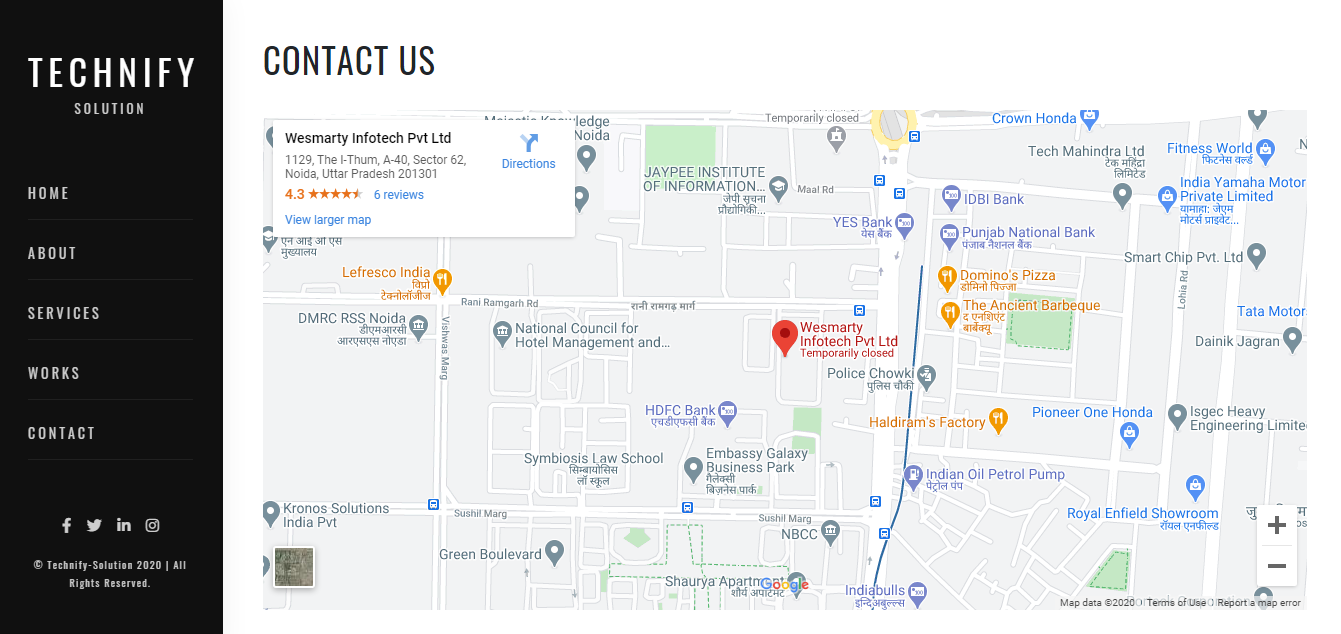 TECHNIFY
SOLUTION
HOME
ABOUT
SERVICES
WORKS
CONTACT
© Technify-Solution 2020 | All
Rights Reserved.
CONTACT US
Wesmarty Infotech Pvt Ltd
1129, The I-Thum, A-40, Sector 62,
Noida, Uttar Pradesh 201301
4.3
6 reviews
View larger map
Directions
Majestic Knowledge
Noida
Temporarily closed
Crown Honda
Tech Mahindra Ltd
टेक महिंद्रा
लिमिटेड
Fitness World
फिटनेस वर्ल्ड
JAYPEE INSTITUTE
OF INFORMATION...
जेपी सूचना
प्रौद्योगिकी...
Maal Rd
IDBI Bank
India Yamaha Motor
Private Limited
यामाहा: जेएम
मोटर्स प्राइवेट...
YES Bank
येस बैंक
Punjab National Bank
पंजाब नैशनल बैंक
एन आई ओ एस
मुख्यालय
Smart Chip Pvt. Ltd
Lefresco India
विप्रो
टेक्नोलॉजीज
Domino's Pizza
डोमिनो पिज्जा
Lohia Rd
Rani Ramgarh Rd
रानी रामगढ़ मार्ग
The Ancient Barbeque
द एनशिएंट
बार्बेक्यू
Tata Motor
DMRC RSS Noida
डीएमआरसी
आरएसएस नोएडा
Vishwas Marg
National Council for
Hotel Management and...
Wesmarty
Infotech Pvt Ltd
Temporarily closed
Dainik Jagran
Police Chowki
पुलिस चौकी
HDFC Bank
एचडीएफसी बैंक
Haldiram's Factory
Pioneer One Honda
Isgec Heavy
Engineering Limite
Symbiosis Law School
सिम्बायोसिस
लॉ स्कूल
Embassy Galaxy
Business Park
गैलेक्सी
बिज़नेस पार्क
Indian Oil Petrol Pump
पेट्रोल पंप
Kronos Solutions
India Pvt
Sushil Marg
Sushil Marg
NBCC
Royal Enfield Showroom
रॉयल एनफील्ड
Green Boulevard
Shaurya Apartment
शौर्य अपार्टमेंट
Google
Indiabulls
इन्दिअबुल्ल्स
Map data ©2020
Terms of Use
Report a map error